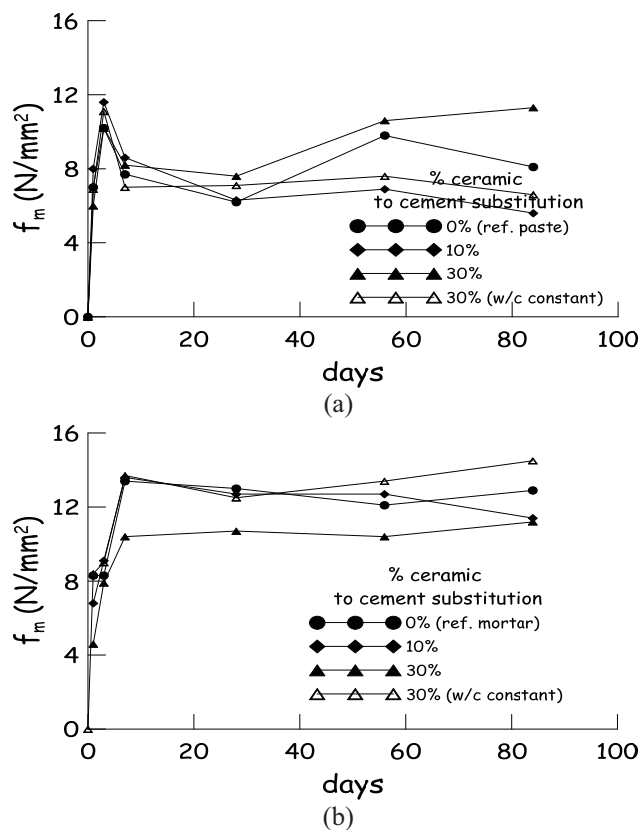 16
12
8
4
0
fm (N/mm²)
% ceramic
to cement substitution
0% (ref. paste)
10%
30%
30% (w/c constant)
0 20 40 60 80 100
days
(a)
16
12
8
4
0
fm (N/mm²)
% ceramic
to cement substitution
0% (ref. mortar)
10%
30%
30% (w/c constant)
0 20 40 60 80 100
days
(b)